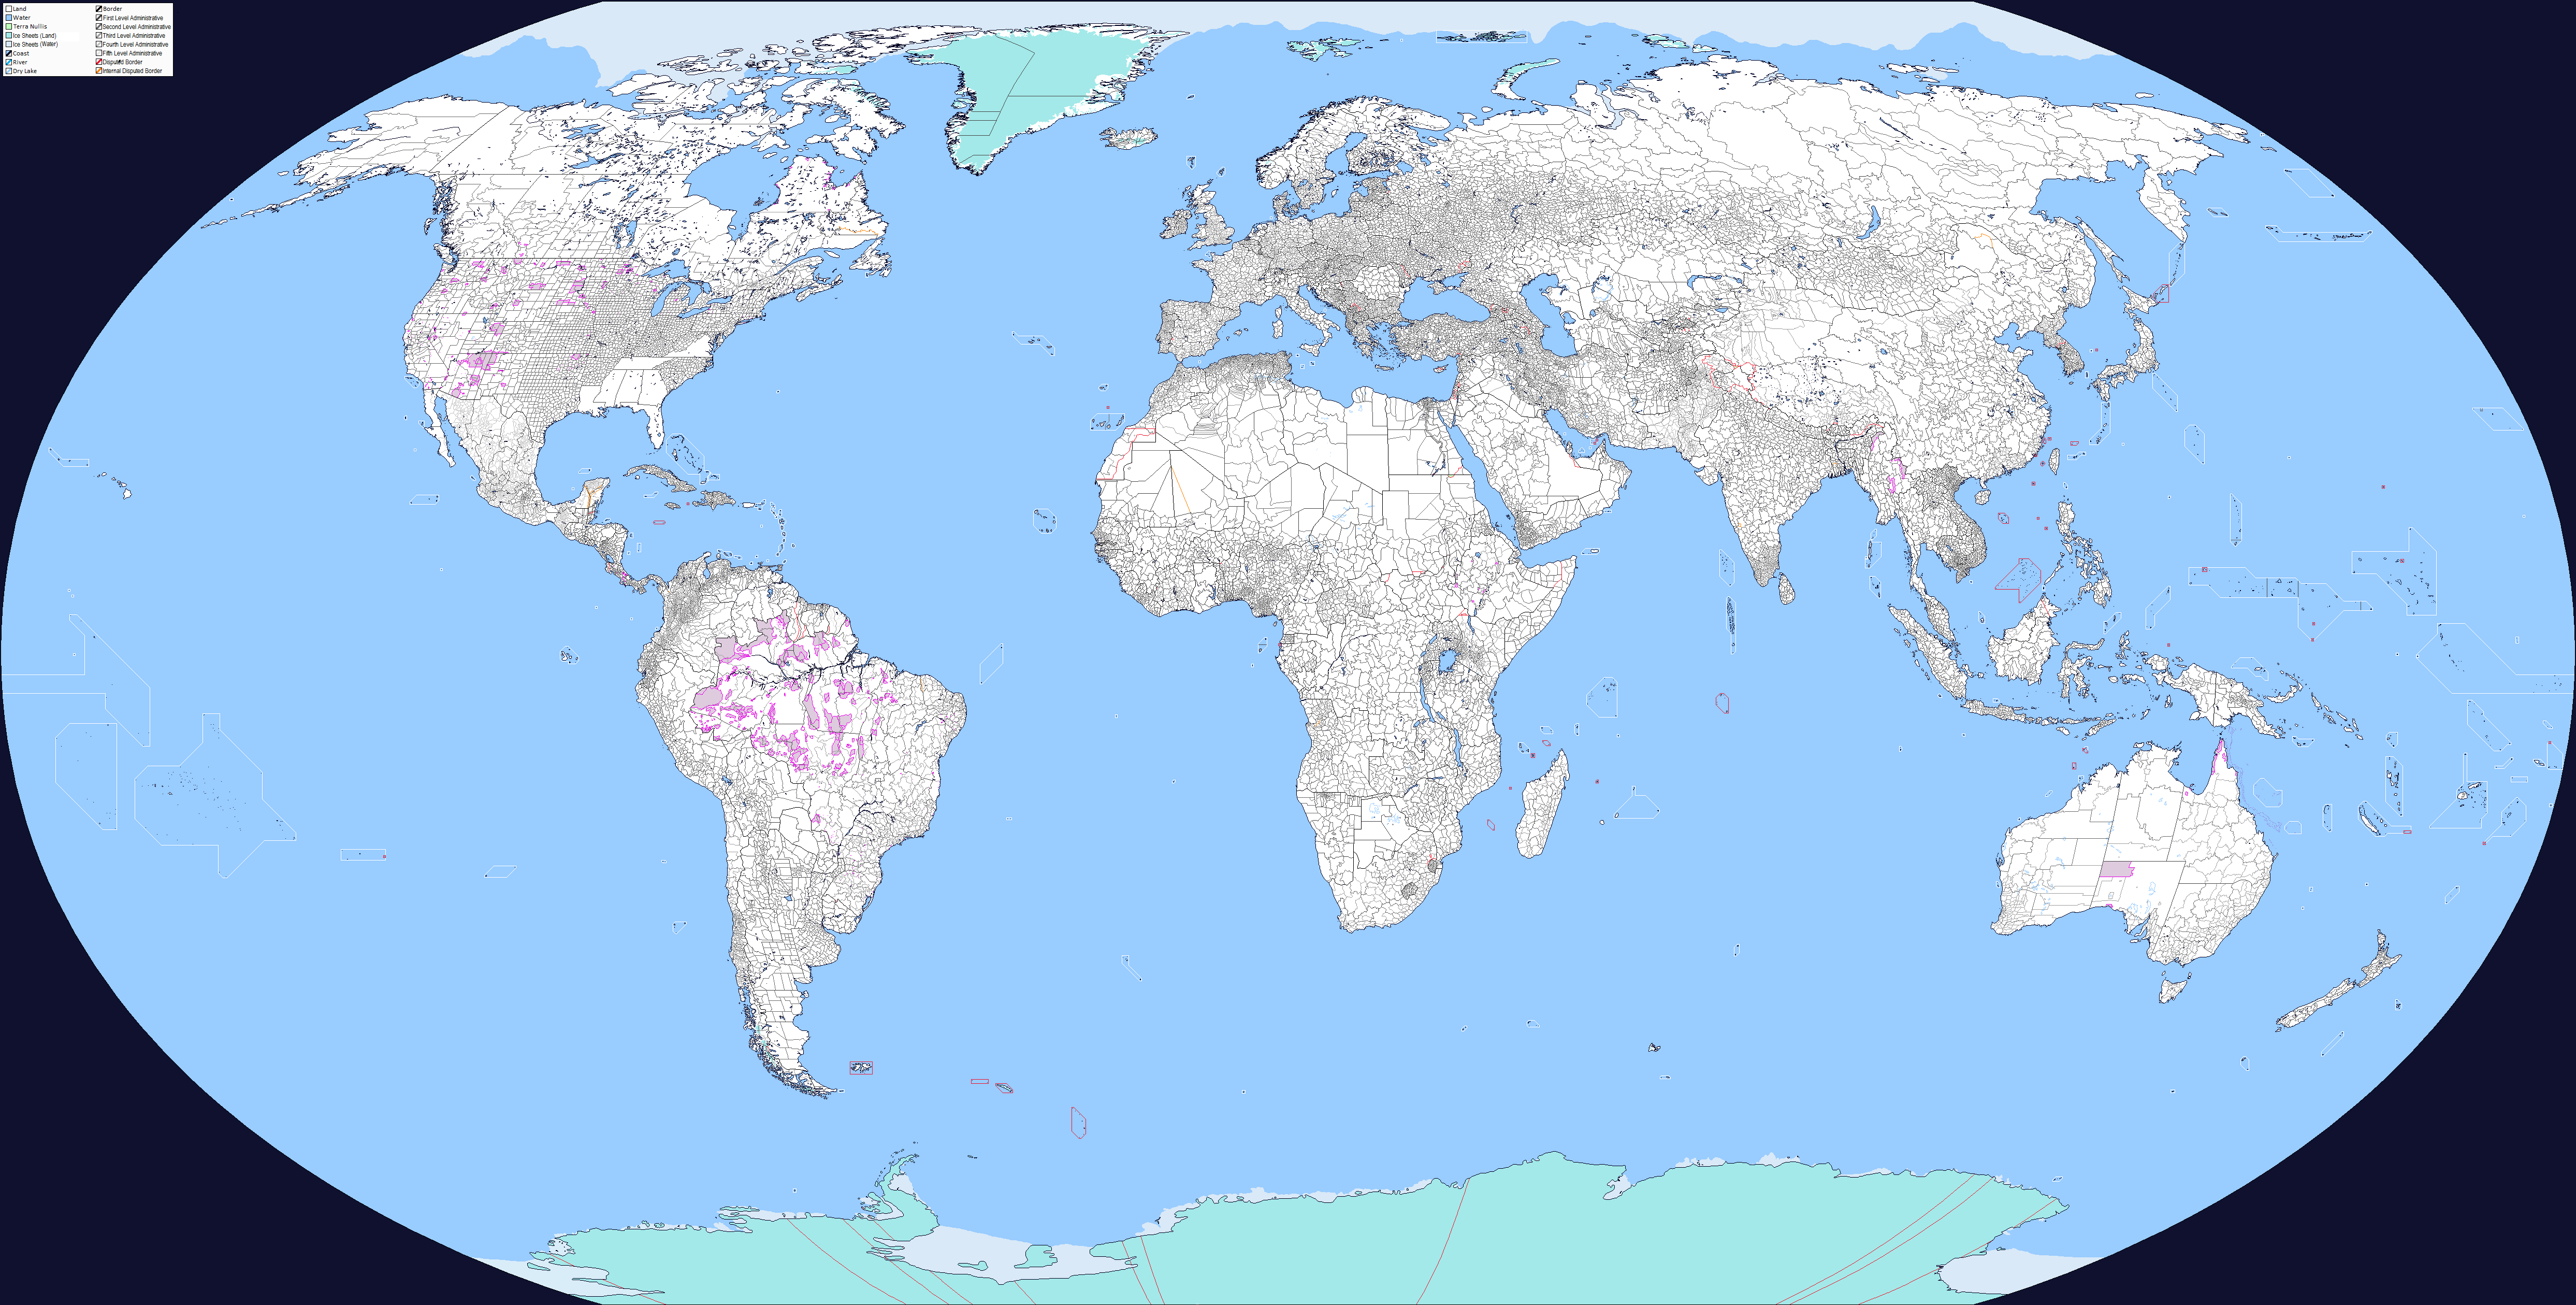 Land
Water
Terra Nullis
Ice Sheets (Land)
Ice Sheets (Water)
Coast
River
Dry Lake
Border
First Level Administrative
Second Level Administrative
Third Level Administrative
Fourth Level Administrative
Fifth Level Administrative
Disputed Border
Internal Disputed Border